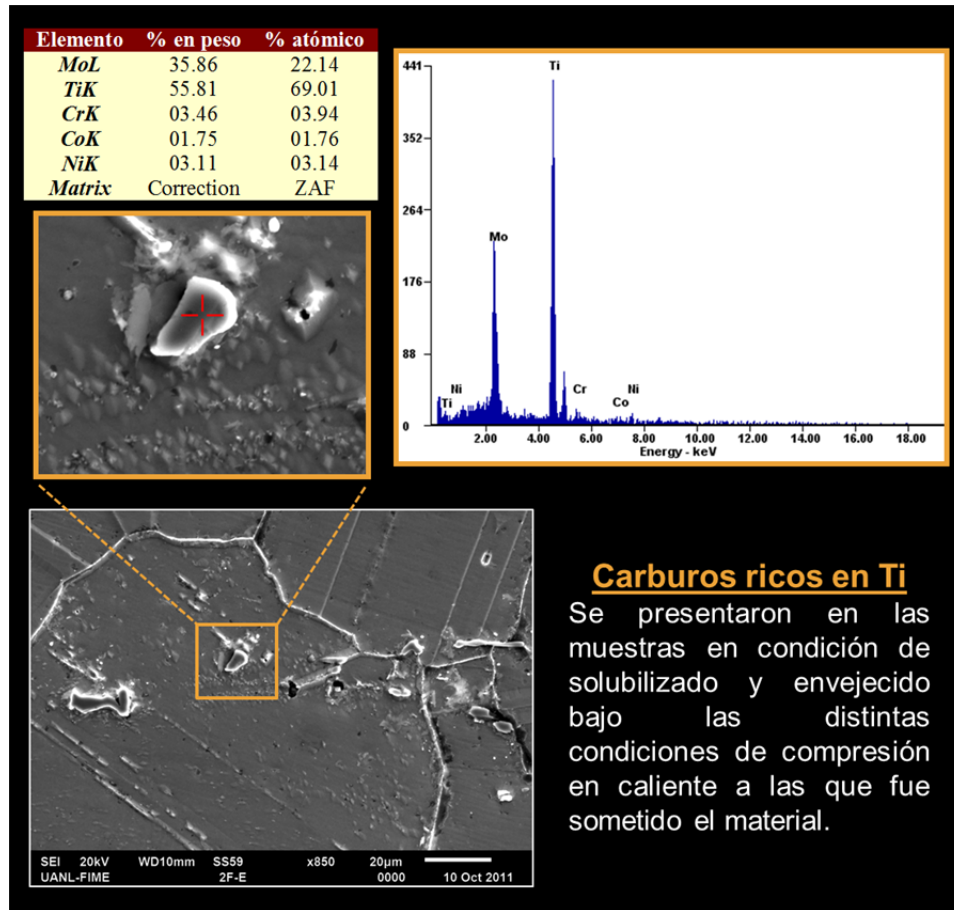 Elemento % en peso % atómico
MoL 35.86 22.14
TiK 55.81 69.01
CrK 03.46 03.94
CoK 01.75 01.76
NiK 03.11 03.14
Matrix Correction ZAF
441
352
264
176
88
0
Ti
Mo
Ni
Ti
Cr
Co
Ni
2.00 4.00 6.00 8.00 10.00 12.00 14.00 16.00 18.00
Energy - keV
Carburos ricos en Ti
Se presentaron en las
muestras en condición de
solubilizado y envejecido
bajo las distintas
condiciones de compresión
en caliente a las que fue
sometido el material.
SEI 20kV WD10mm SS59 x850 20µm
UANL-FIME 2F-E 0000 10 Oct 2011